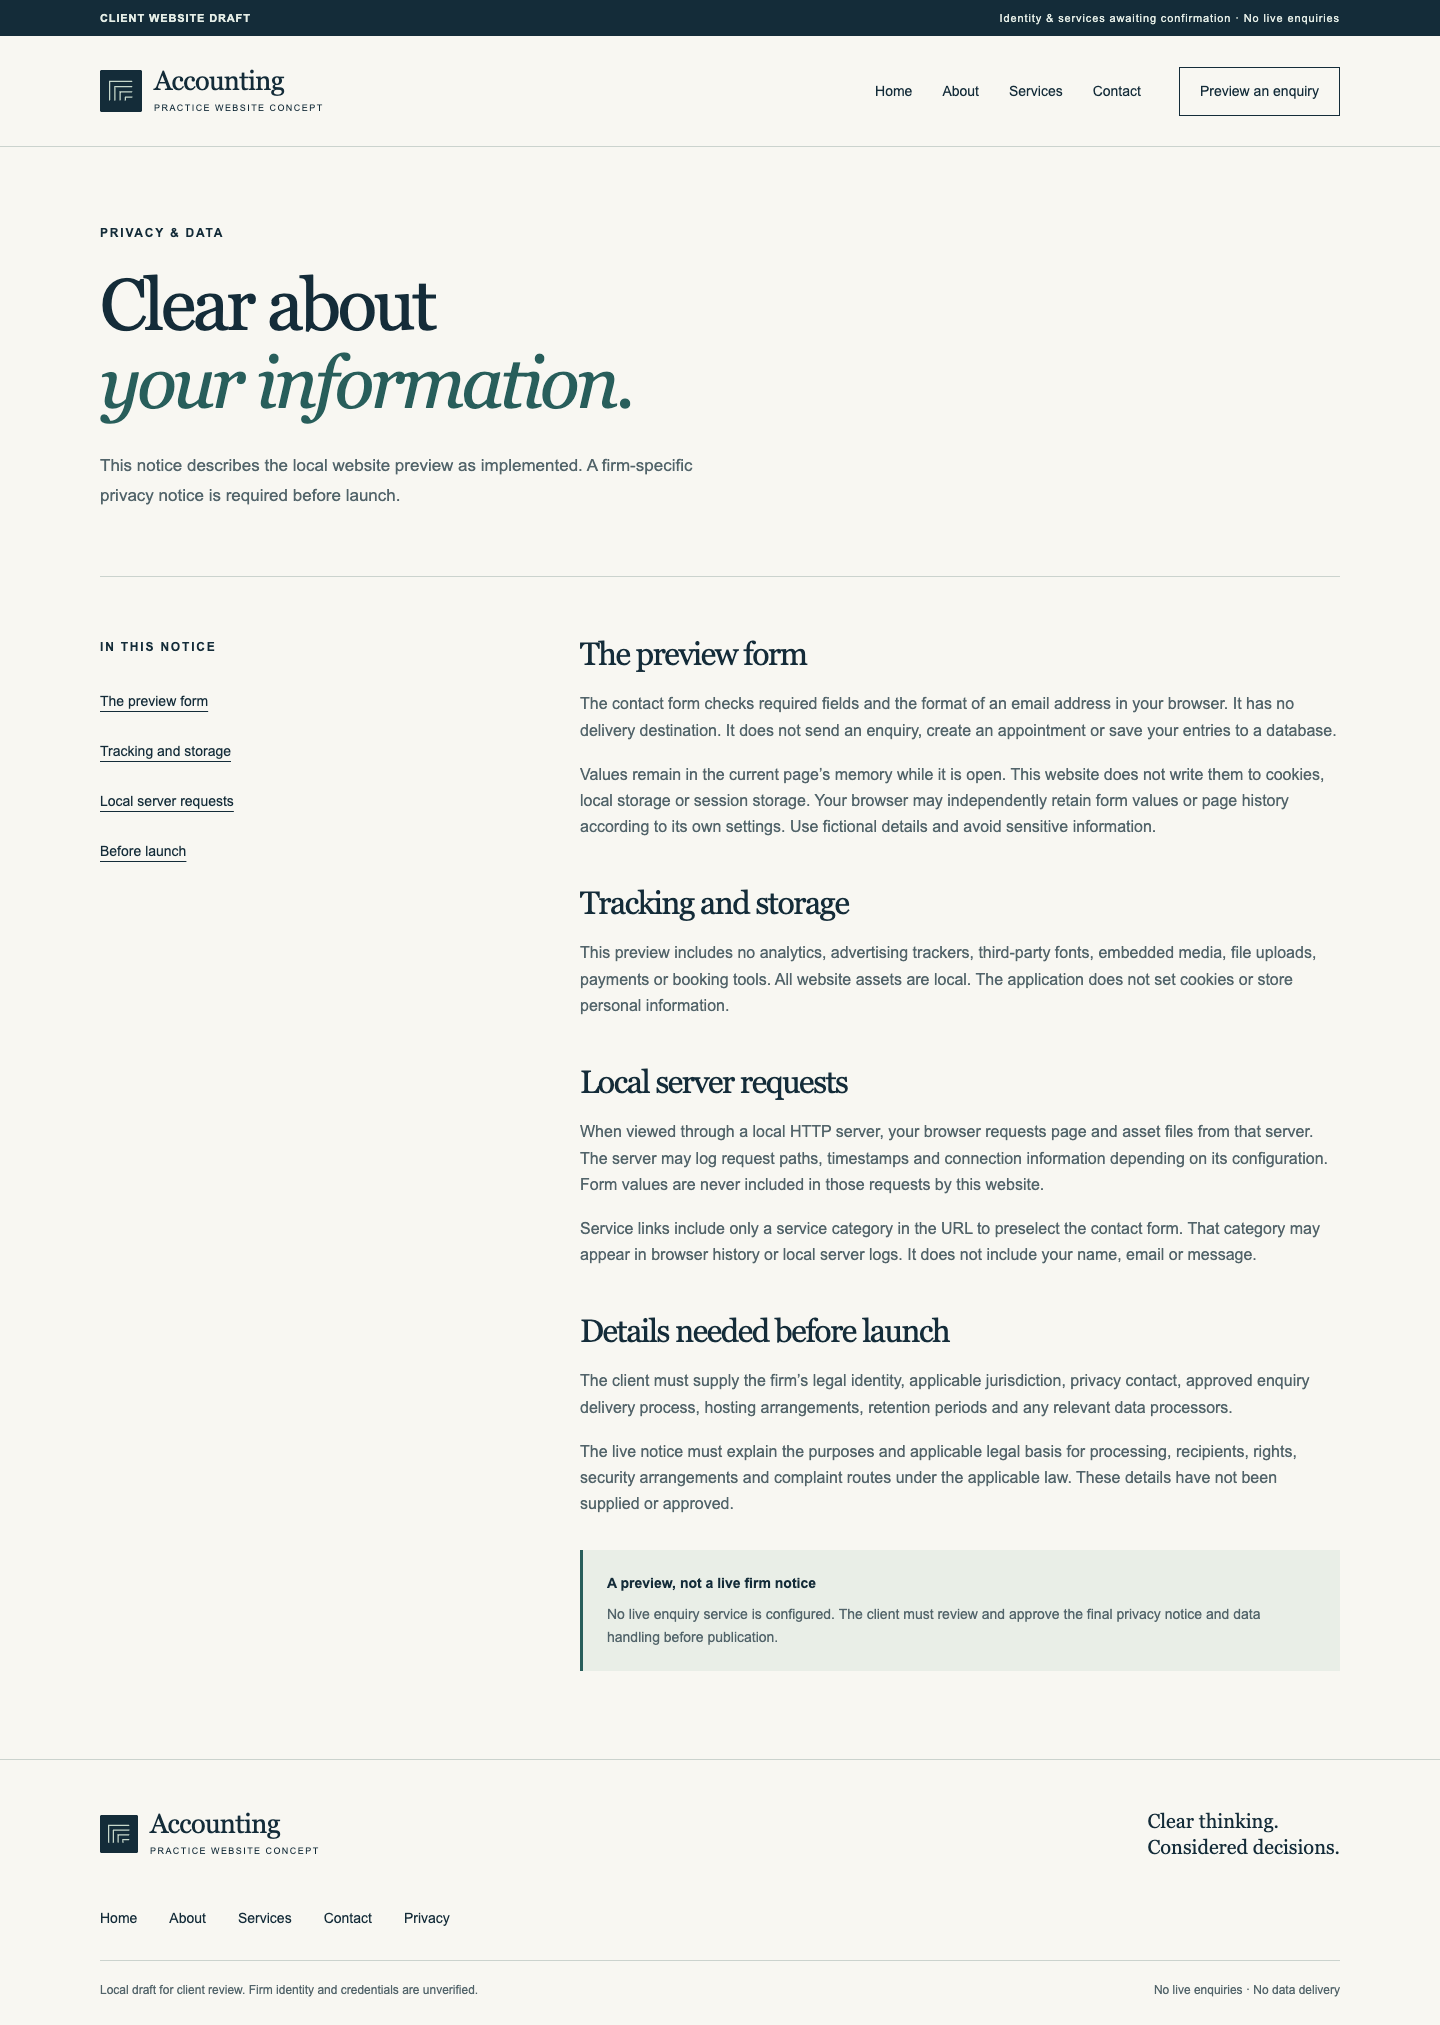 CLIENT WEBSITE DRAFT
Identity & services awaiting confirmation · No live enquiries
Accounting
PRACTICE WEBSITE CONCEPT
Home
About
Services
Contact
Preview an enquiry
PRIVACY & DATA
Clear about
your information.
This notice describes the local website preview as implemented. A firm-specific
privacy notice is required before launch.
IN THIS NOTICE
The preview form
Tracking and storage
Local server requests
Before launch
The preview form
The contact form checks required fields and the format of an email address in your browser. It has no
delivery destination. It does not send an enquiry, create an appointment or save your entries to a database.
Values remain in the current page’s memory while it is open. This website does not write them to cookies,
local storage or session storage. Your browser may independently retain form values or page history
according to its own settings. Use fictional details and avoid sensitive information.
Tracking and storage
This preview includes no analytics, advertising trackers, third-party fonts, embedded media, file uploads,
payments or booking tools. All website assets are local. The application does not set cookies or store
personal information.
Local server requests
When viewed through a local HTTP server, your browser requests page and asset files from that server.
The server may log request paths, timestamps and connection information depending on its configuration.
Form values are never included in those requests by this website.
Service links include only a service category in the URL to preselect the contact form. That category may
appear in browser history or local server logs. It does not include your name, email or message.
Details needed before launch
The client must supply the firm’s legal identity, applicable jurisdiction, privacy contact, approved enquiry
delivery process, hosting arrangements, retention periods and any relevant data processors.
The live notice must explain the purposes and applicable legal basis for processing, recipients, rights,
security arrangements and complaint routes under the applicable law. These details have not been
supplied or approved.
A preview, not a live firm notice
No live enquiry service is configured. The client must review and approve the final privacy notice and data
handling before publication.
Accounting
PRACTICE WEBSITE CONCEPT
Clear thinking.
Considered decisions.
Home
About
Services
Contact
Privacy
Local draft for client review. Firm identity and credentials are unverified.
No live enquiries · No data delivery